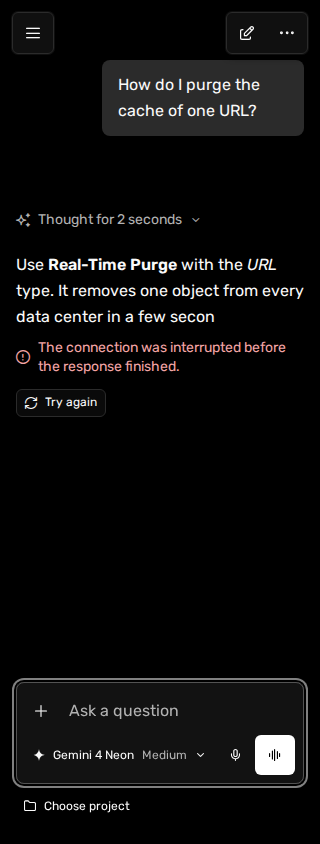 How do I purge the
cache of one URL?
Thought for 2 seconds
Use Real-Time Purge with the URL
type. It removes one object from every
data center in a few secon
The connection was interrupted before
the response finished.
Try again
Ask a question
Gemini 4 Neon Medium
Choose project